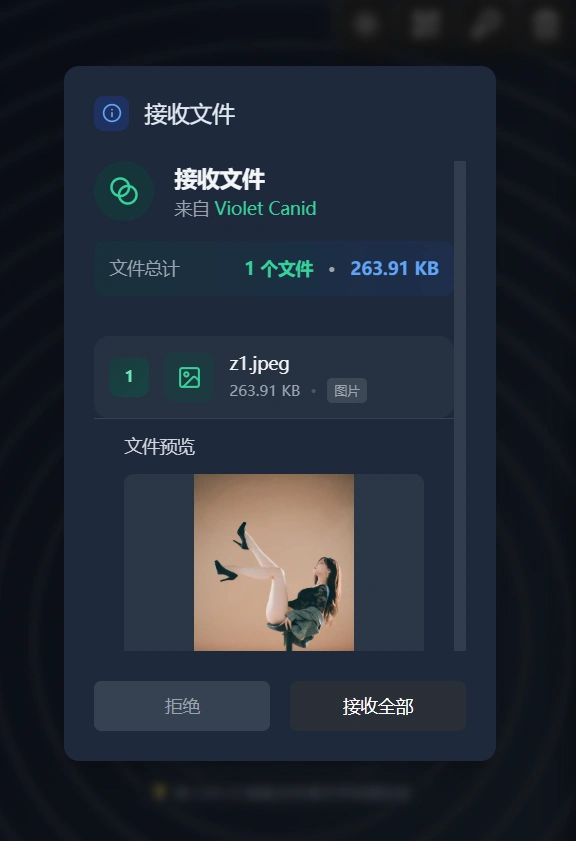 接收文件
接收文件
来自 Violet Canid
文件总计 1 个文件 • 263.91 KB
1
z1.jpeg
263.91 KB • 图片
文件预览
拒绝 接收全部